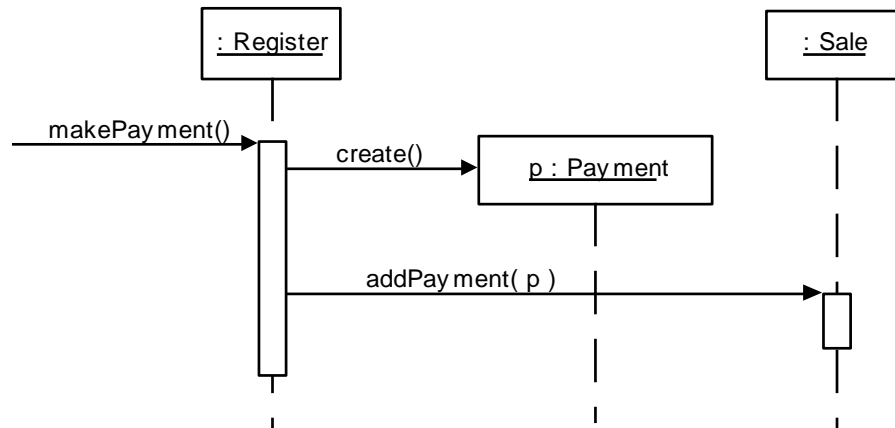 : Register
: Sale
makePayment()
create()
p : Payment
addPayment( p )